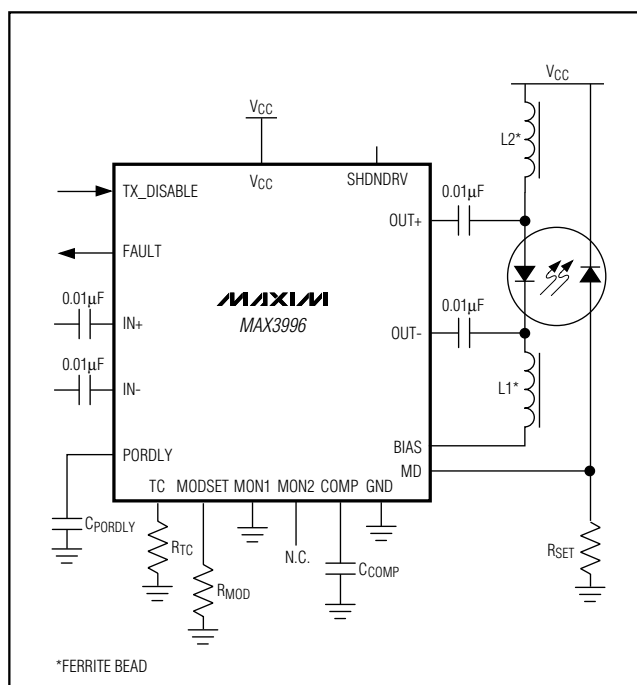 VCC
L2*
VCC
VCC
SHDNDRV
TX_DISABLE
0.01μF
OUT+
FAULT
0.01μF
MAXIM
MAX3996
0.01μF
IN+
OUT-
0.01μF
IN-
L1*
BIAS
PORDLY
MD
TC MODSET MON1 MON2 COMP GND
CPORDLY
RTC
N.C.
CCOMP
RSET
RMOD
*FERRITE BEAD